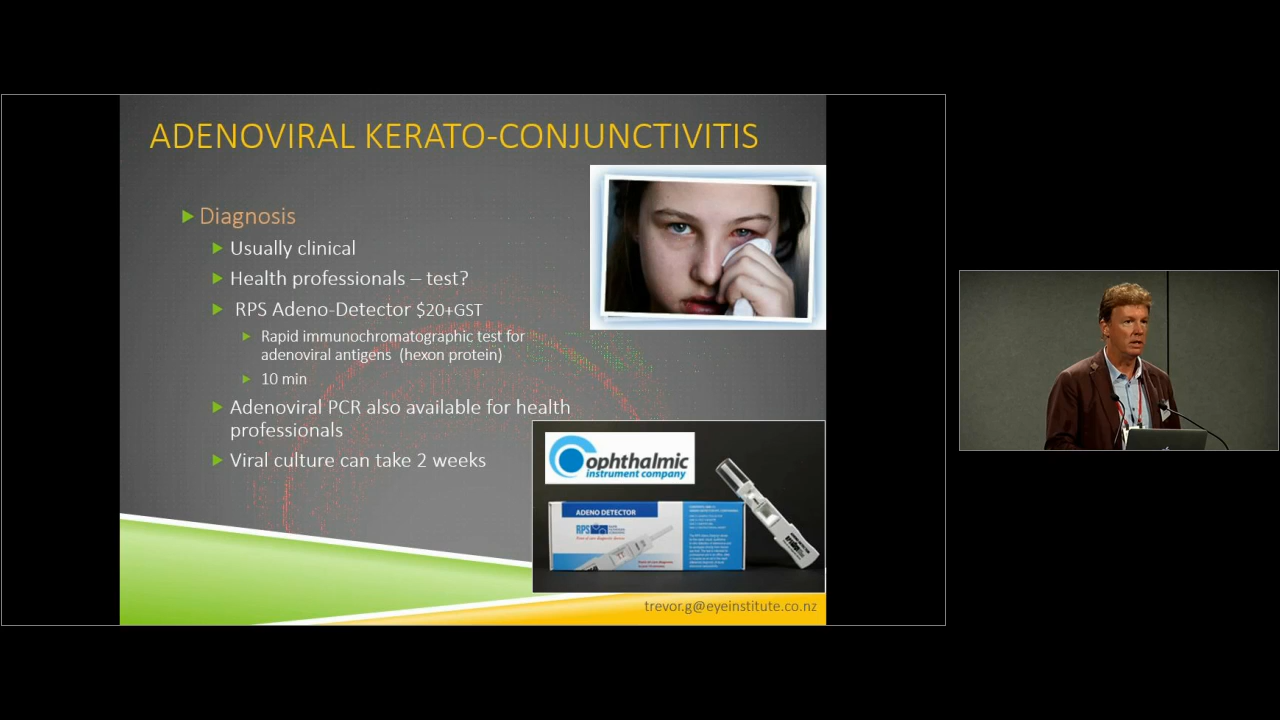 ADENOVIRAL KERATO-CONJUNCTIVITIS
Diagnosis
Usually clinical
Health professionals – test?
RPS Adeno-Detector $20+GST
Rapid immunochromatographic test for
adenoviral antigens (hexon protein)
10 min
Adenoviral PCR also available for health
professionals
Viral culture can take 2 weeks
ophthalmic
instrument company
ADENO DETECTOR
RPS
trevor.g@eyeinstitute.co.nz